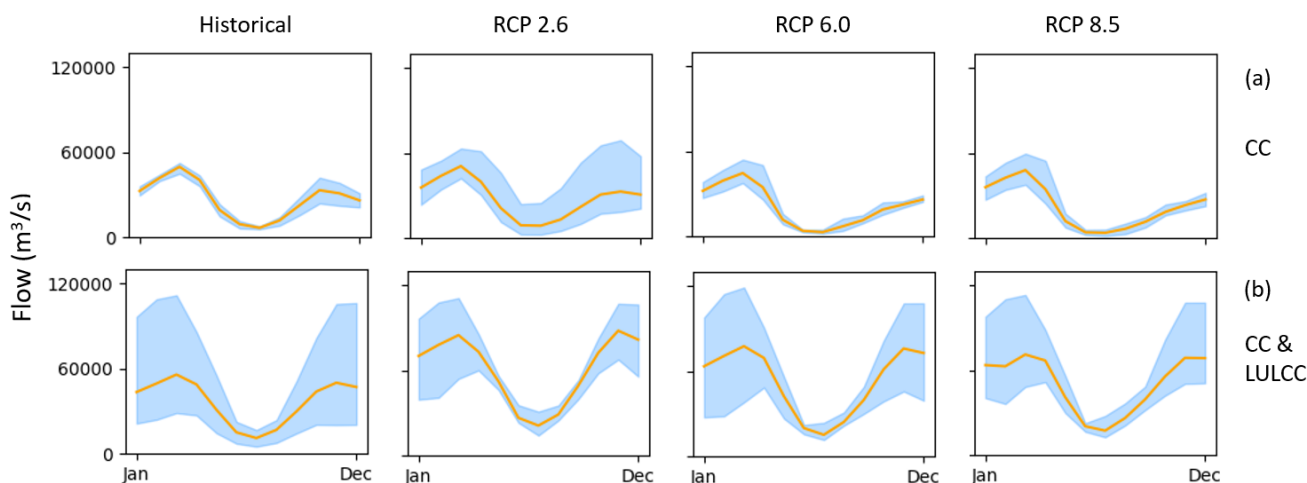 Historical
RCP 2.6
RCP 6.0
RCP 8.5
Flow (m³/s)
120000
60000
0
(a)
CC
120000
60000
0
(b)
CC &
LULCC
Jan
Dec
Jan
Dec
Jan
Dec
Jan
Dec